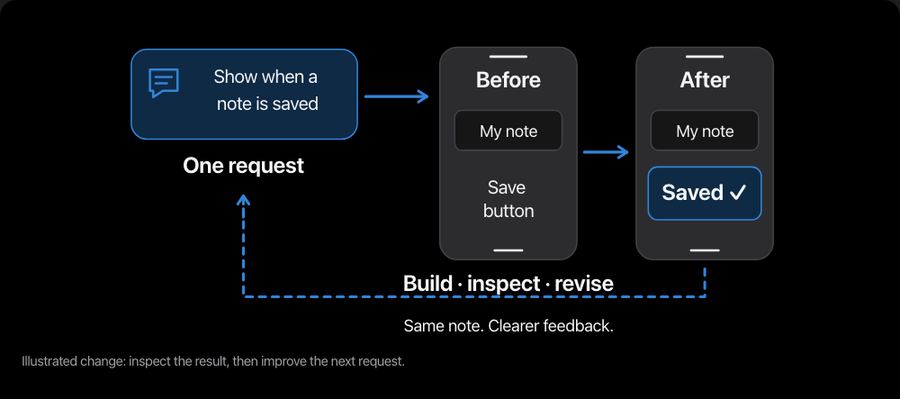 Show when a
note is saved
One request
Before
My note
Save
button
After
My note
Saved ✓
Build · inspect · revise
Same note. Clearer feedback.
Illustrated change: inspect the result, then improve the next request.